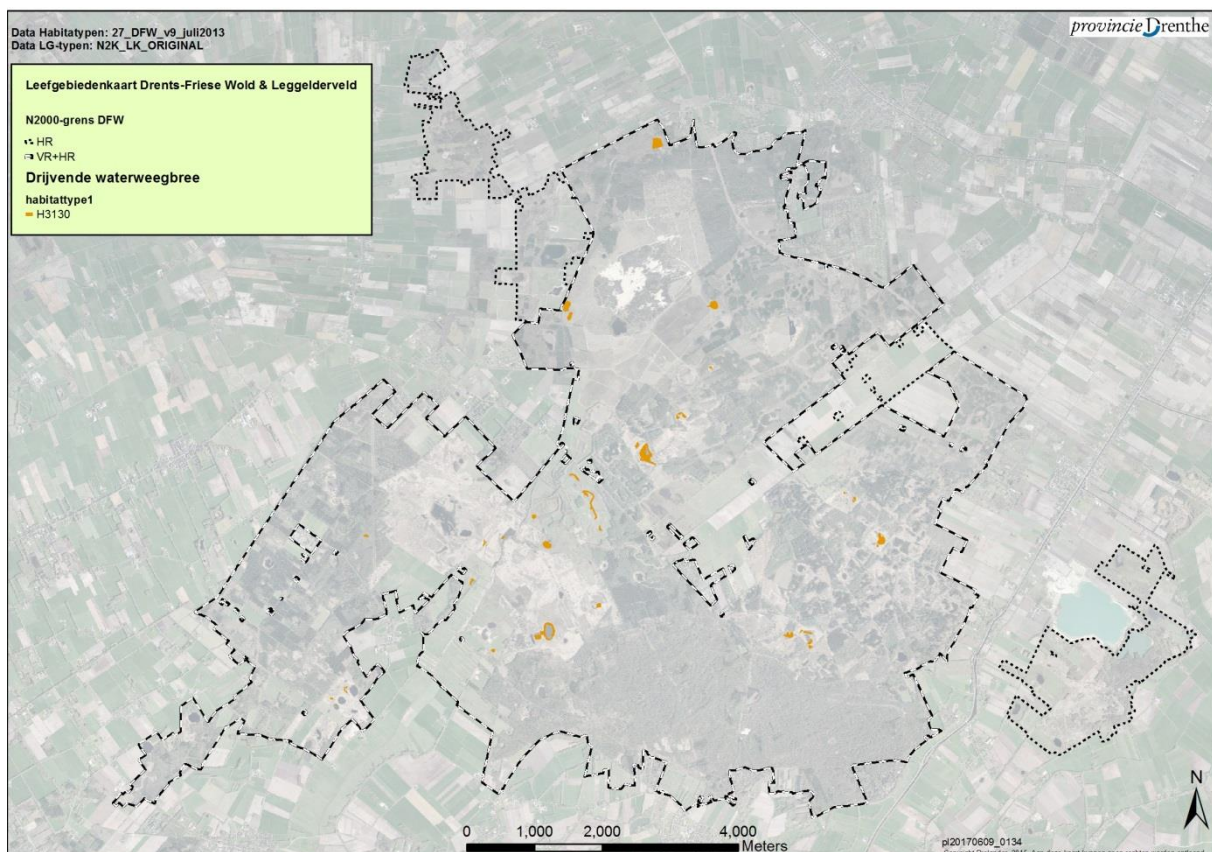 Data Habitatypen: 27_DFW_v9_juli2013
Data LG-typen: N2K_LK_ORIGINAL
provincie Drenthe
Leefgebiedenkaart Drents-Friese Wold & Leggelderveld
N2000-grens DFW
HR
VR+HR
Drijvende waterweegbree
habitattype1
H3130
N
0 1,000 2,000 4,000
Meters
pl20170609_0134